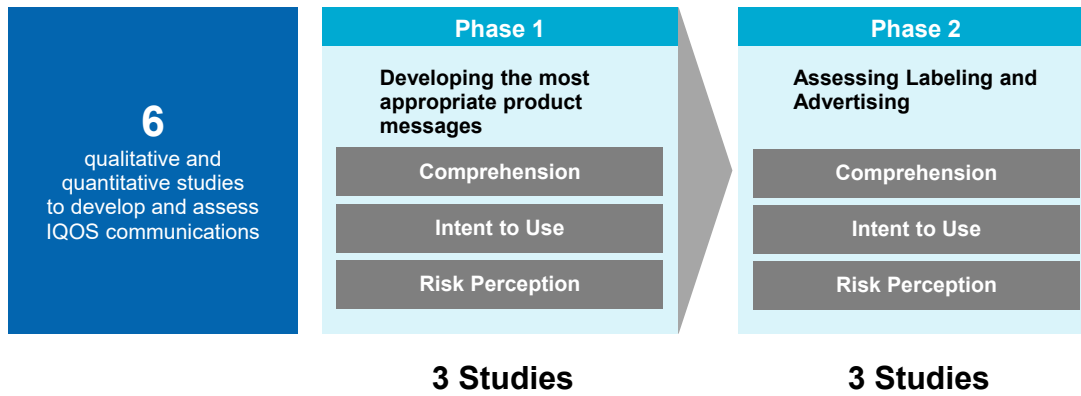 6
qualitative and
quantitative studies
to develop and assess
IQOS communications
Phase 1
Developing the most
appropriate product
messages
Comprehension
Intent to Use
Risk Perception
3 Studies
Phase 2
Assessing Labeling and
Advertising
Comprehension
Intent to Use
Risk Perception
3 Studies